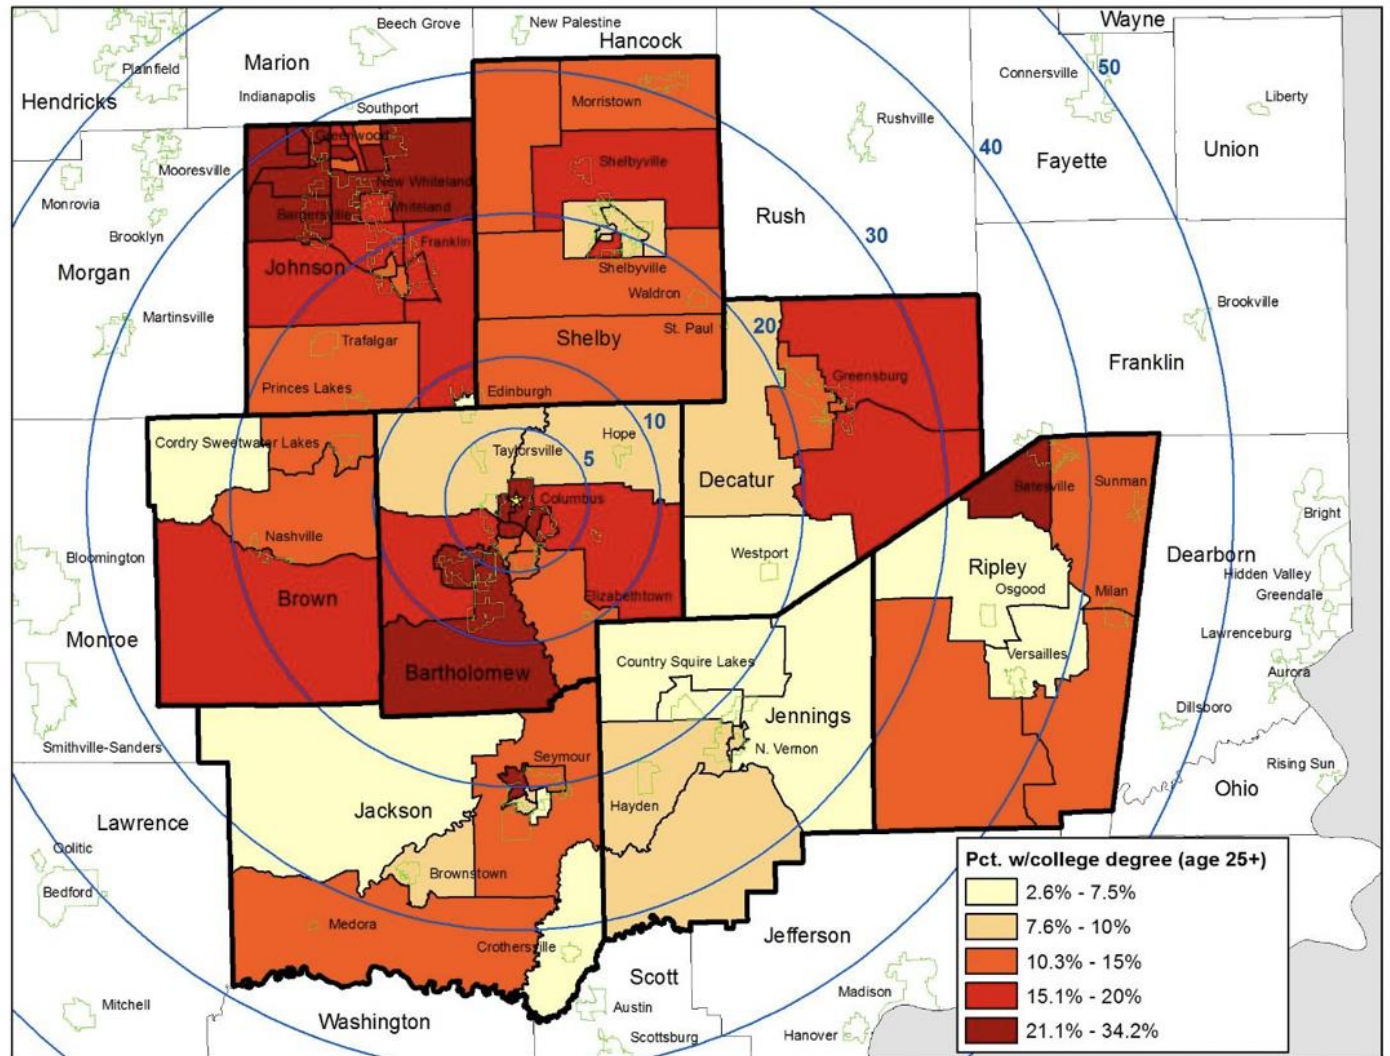 Wayne
Beech Grove
New Palestine
Hancock
50
Plainfield
Marion
Connersville
Hendricks
Indianapolis
Southport
Morristown
Liberty
Rushville
Greenwood
40
Union
Fayette
Mooresville
Shelbyville
New Whiteland
Monrovia
Bargersville
Whiteland
Rush
Brooklyn
Franklin
30
Morgan
Johnson
Shelbyville
Waldron
Brookville
Martinsville
St. Paul
20
Trafalgar
Shelby
Franklin
Greensburg
Princes Lakes
Edinburgh
10
Cordry Sweetwater Lakes
Hope
Taylorsville
5
Decatur
Batesville
Sunman
Columbus
Bright
Nashville
Westport
Dearborn
Bloomington
Ripley
Hidden Valley
Osgood
Milan
Greendale
Brown
Elizabethtown
Lawrenceburg
Monroe
Versailles
Country Squire Lakes
Bartholomew
Aurora
Dillsboro
Jennings
Smithville-Sanders
N. Vernon
Seymour
Rising Sun
Ohio
Hayden
Jackson
Lawrence
Oolitic
Pct. w/college degree (age 25+)
Brownstown
2.6% - 7.5%
Bedford
7.6% - 10%
Medora
Jefferson
Crothersville
10.3% - 15%
Scott
15.1% - 20%
Madison
Mitchell
Austin
Washington
21.1% - 34.2%
Hanover
Scottsburg